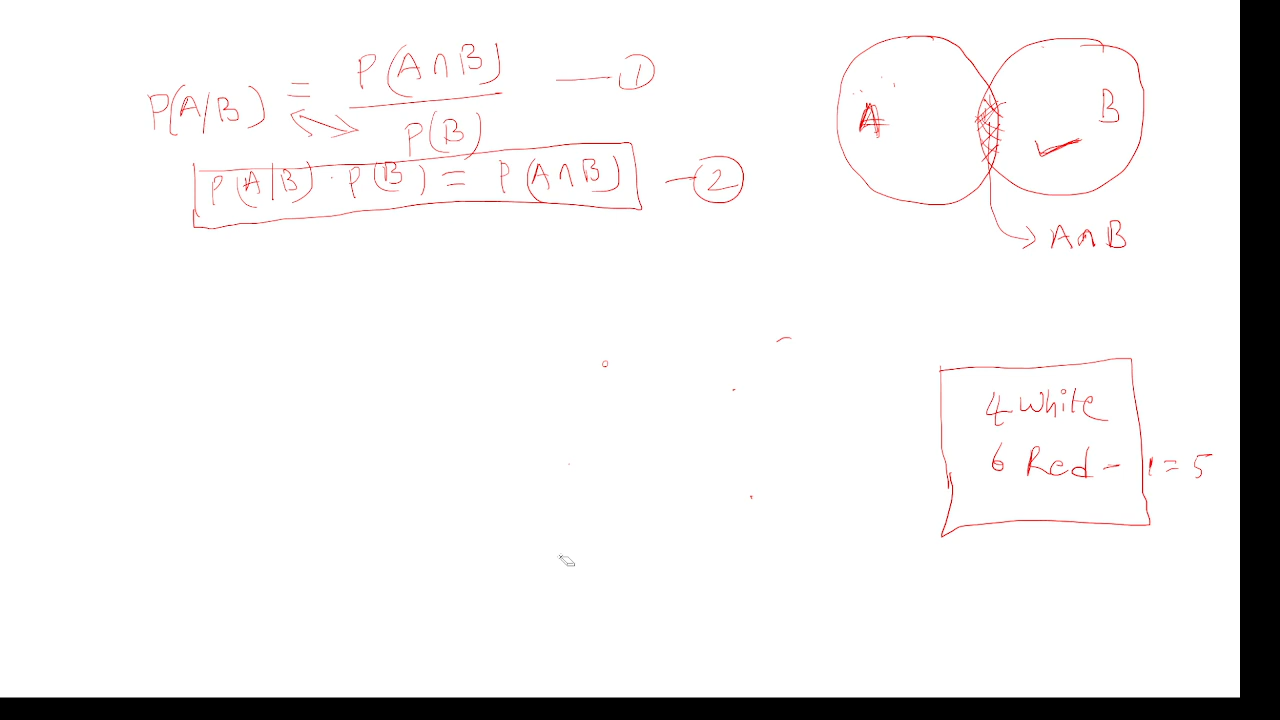 P(A/B) = P(A∩B) / P(B) — ①
P(A/B) · P(B) = P(A∩B) — ②
A
B
A∩B
4 White
6 Red - 1 = 5